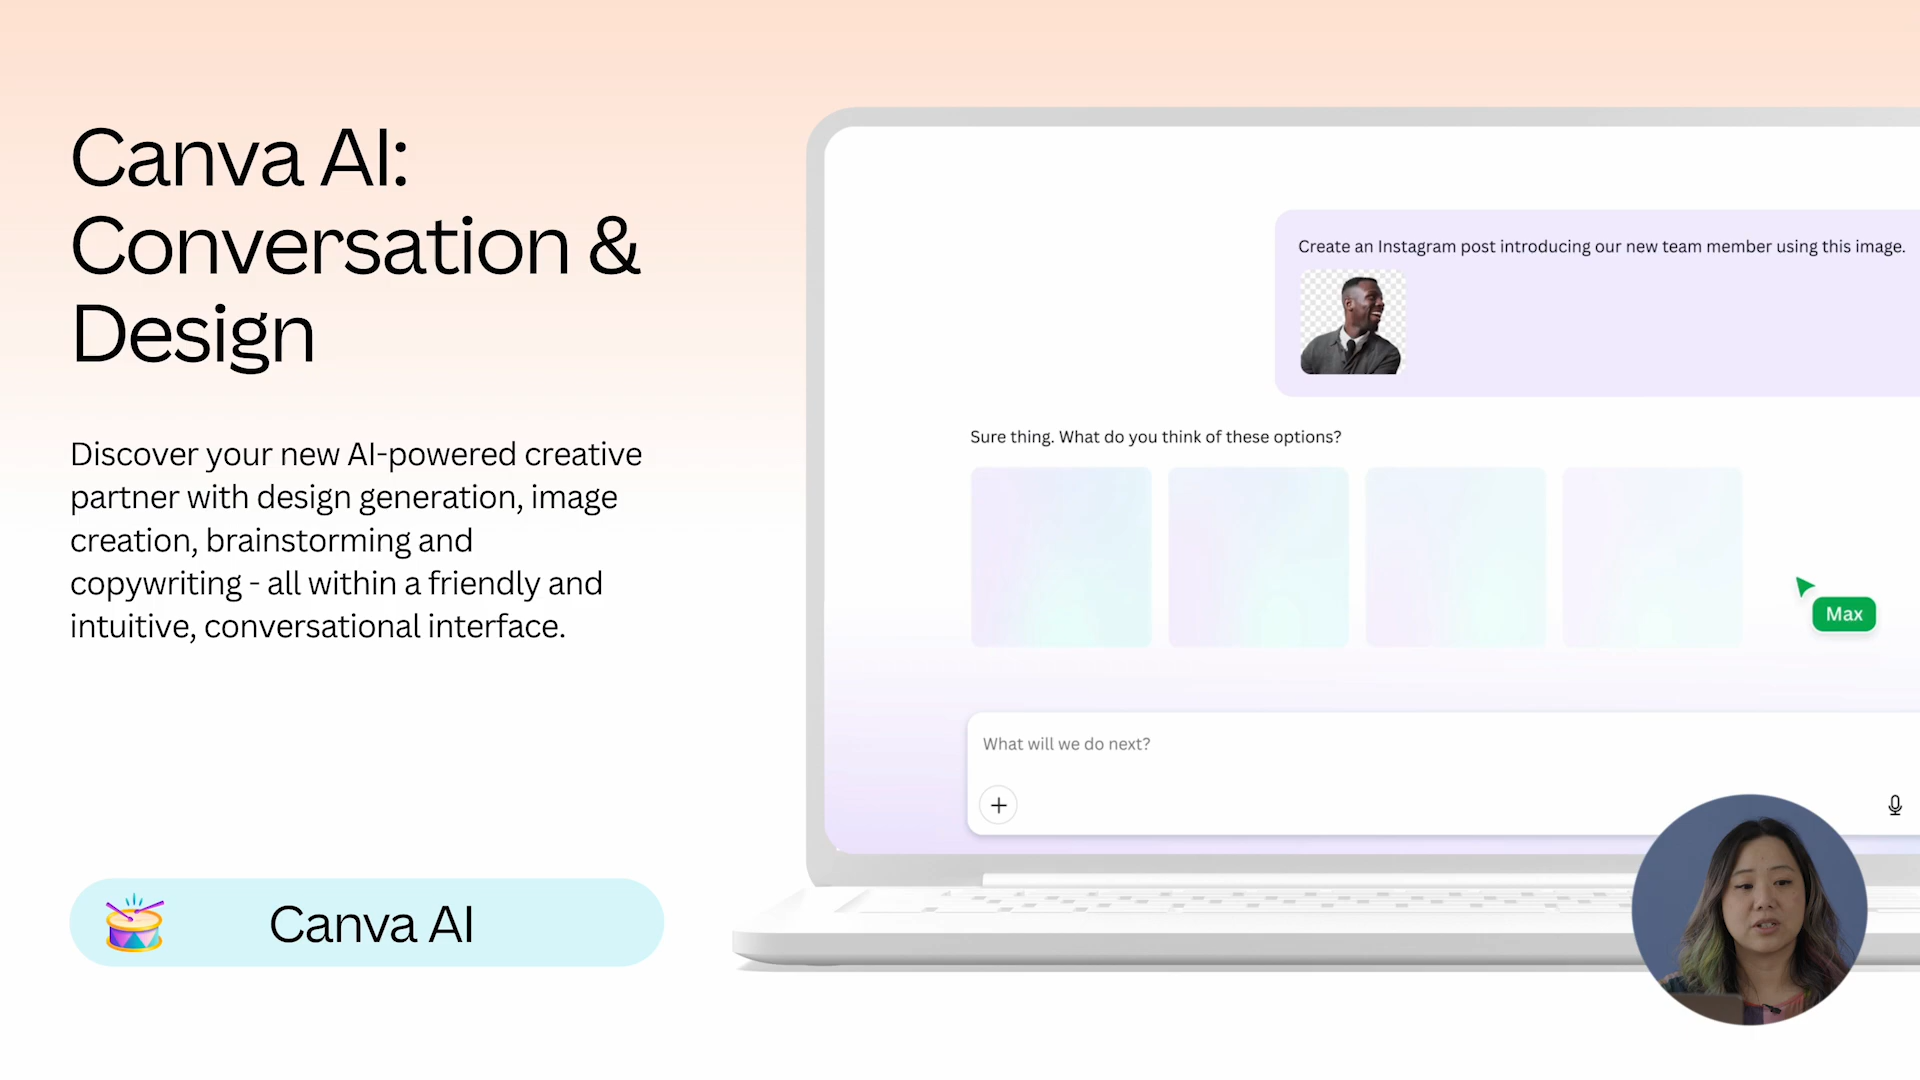 Canva AI:
Conversation &
Design
Discover your new AI-powered creative
partner with design generation, image
creation, brainstorming and
copywriting - all within a friendly and
intuitive, conversational interface.
Canva AI
Create an Instagram post introducing our new team member using this image.
Sure thing. What do you think of these options?
Max
What will we do next?